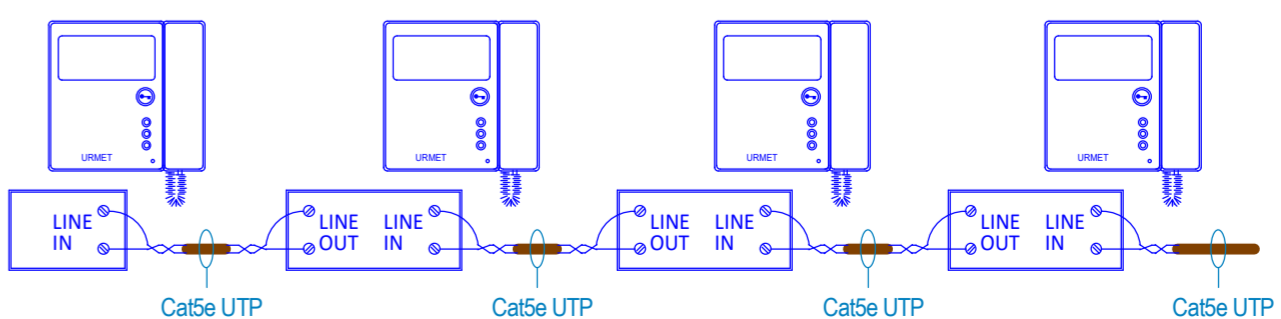 URMET
URMET
URMET
URMET
LINE
IN
LINE
OUT
LINE
IN
LINE
OUT
LINE
IN
LINE
OUT
LINE
IN
Cat5e UTP
Cat5e UTP
Cat5e UTP
Cat5e UTP